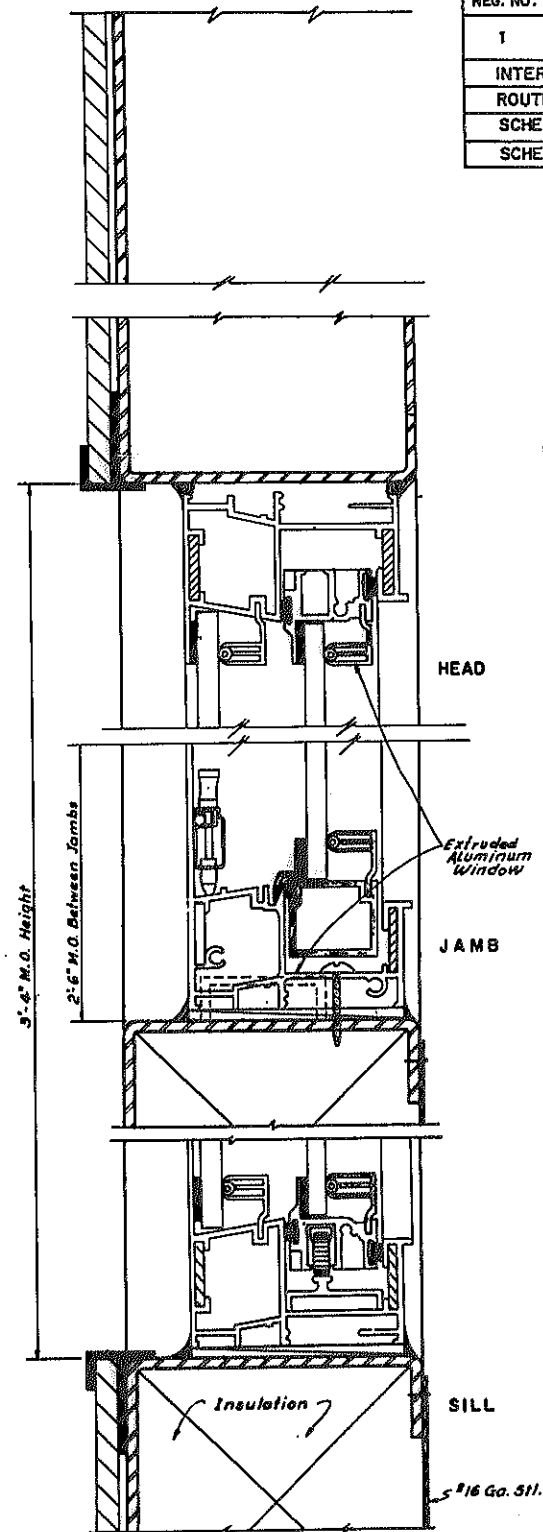 REG. NO.
1
INTER
ROUT
SCHE
SCHE
HEAD
Extruded
Aluminum
Window
JAMB
3'-4" M.O. Height
2'-6" M.O. Between Jambs
Insulation
SILL
#16 Ga. Stl.